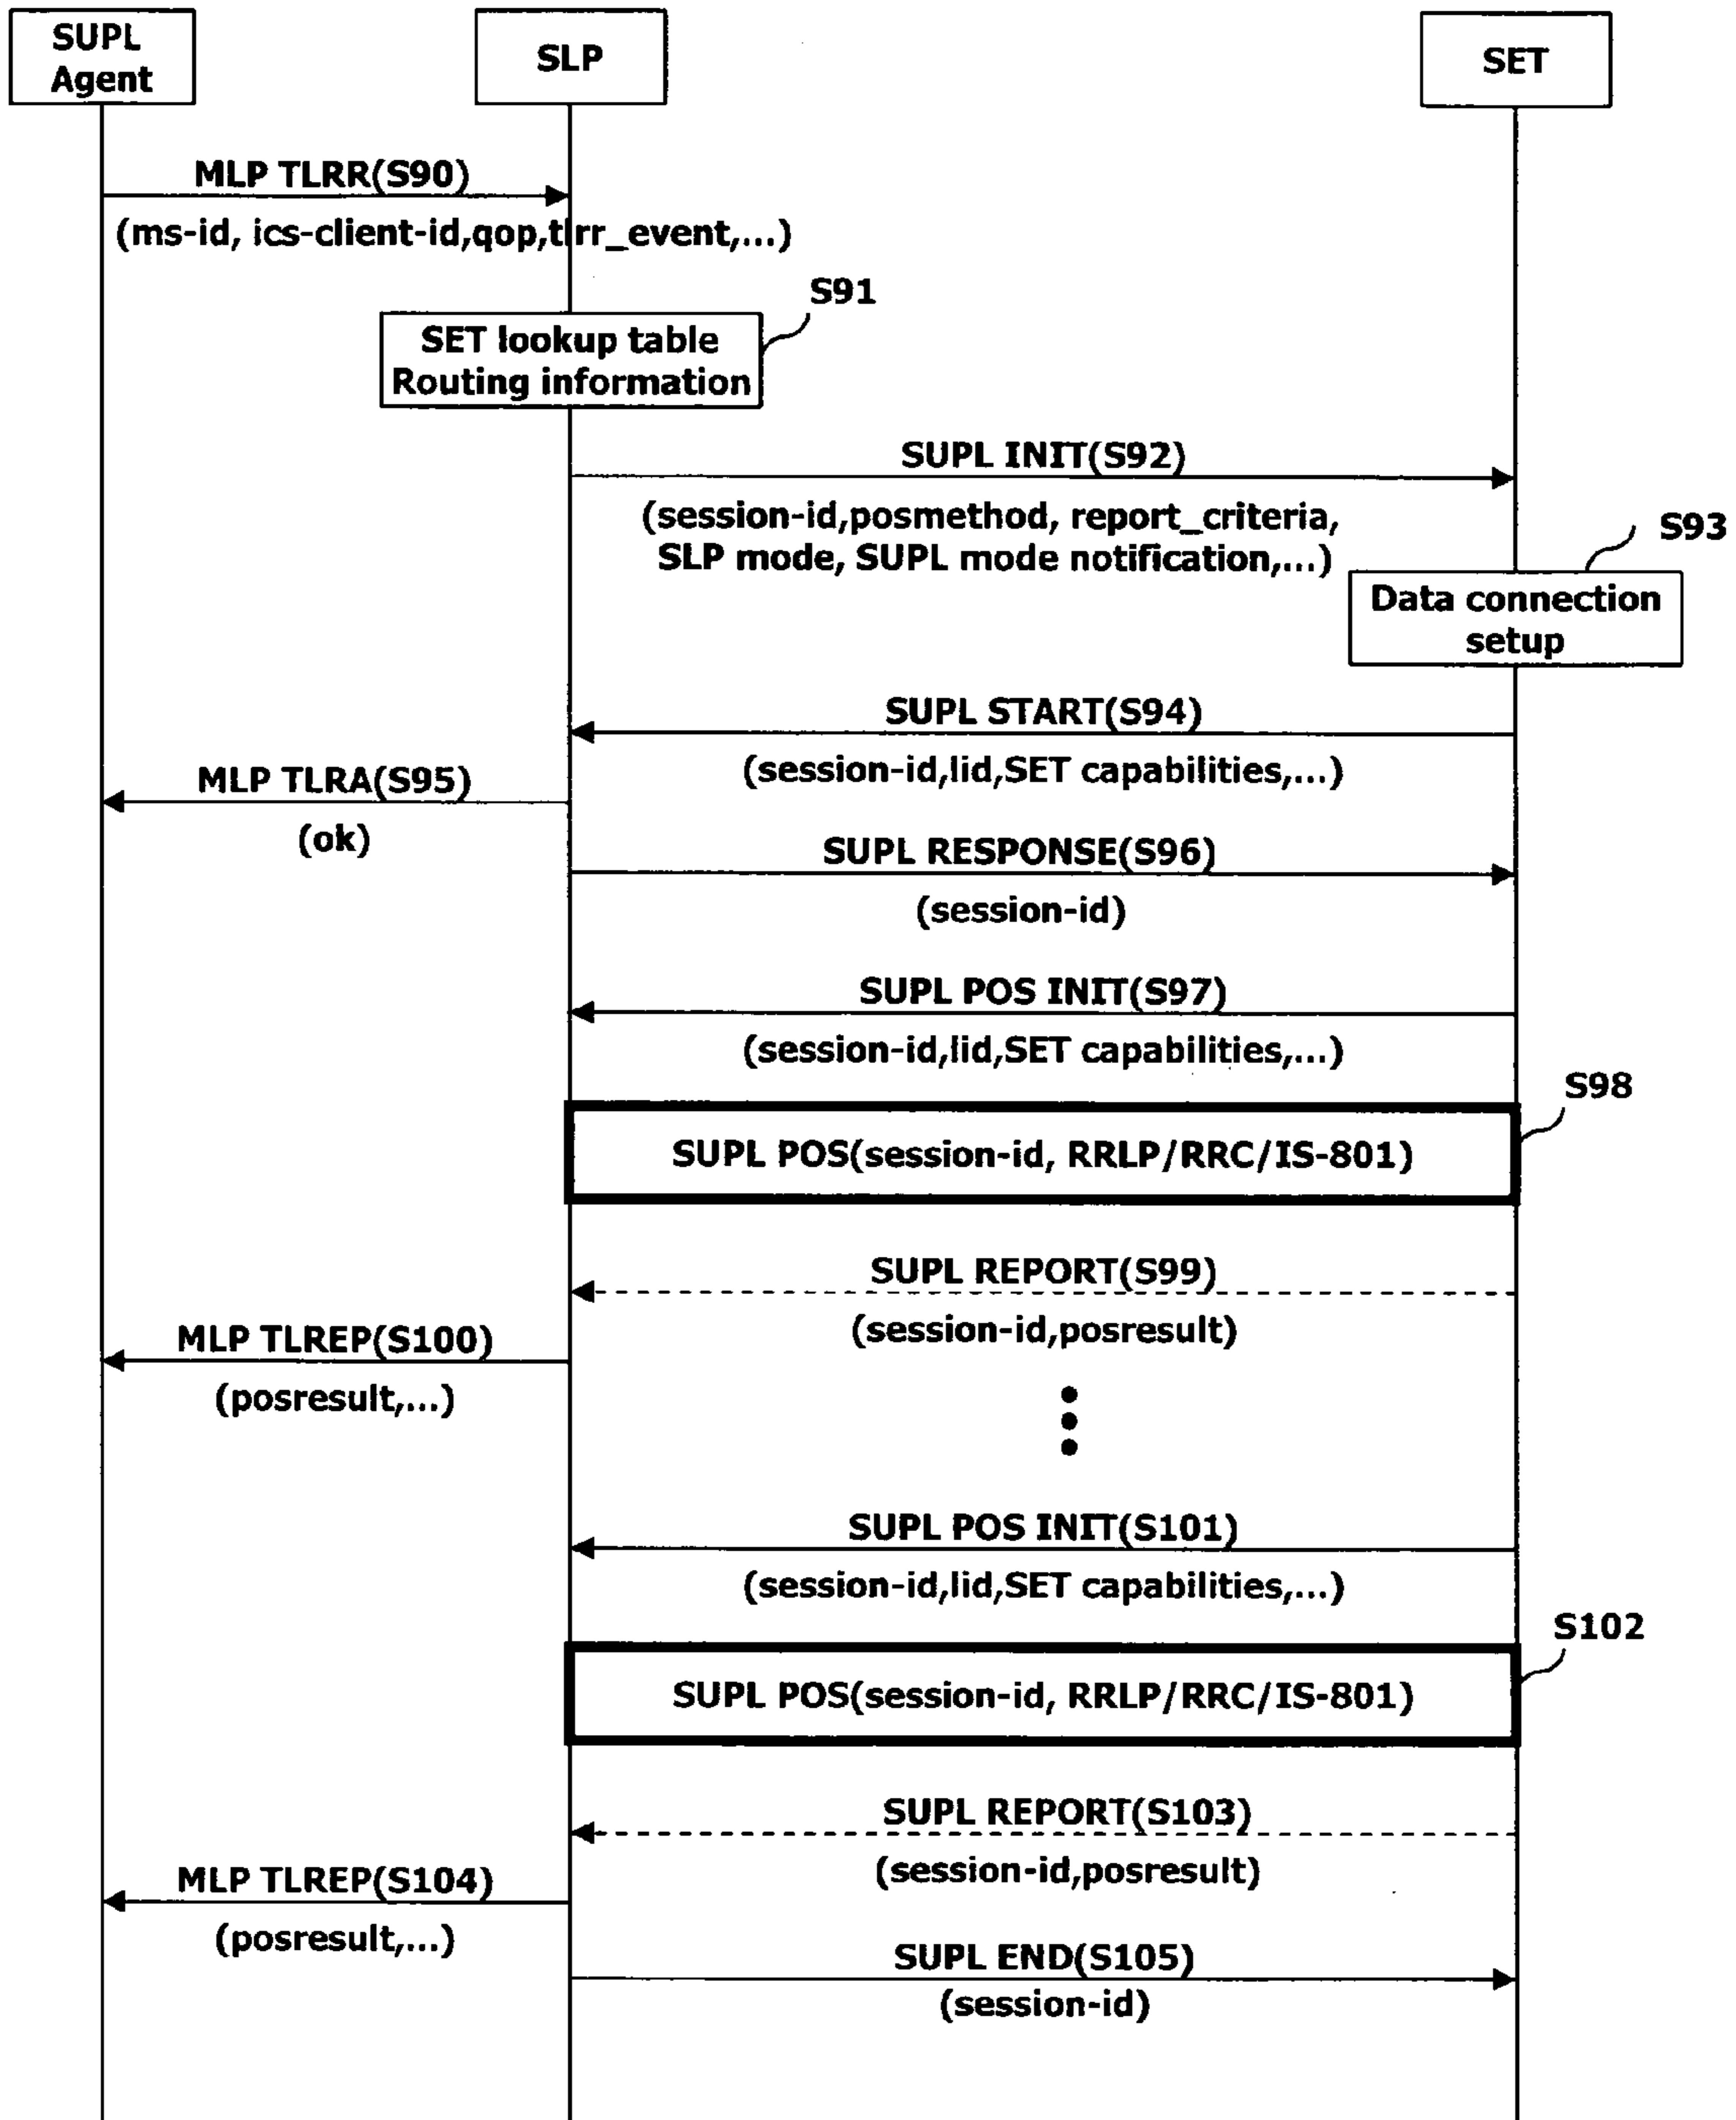 SUPL
Agent
SLP
SET
MLP TLRR(S90)
(ms-id, ics-client-id,qop,tlrr_event,...)
S91
SET lookup table
Routing information
SUPL INIT(S92)
(session-id,posmethod, report_criteria,
SLP mode, SUPL mode notification,...)
S93
Data connection
setup
SUPL START(S94)
(session-id,lid,SET capabilities,...)
MLP TLRA(S95)
(ok)
SUPL RESPONSE(S96)
(session-id)
SUPL POS INIT(S97)
(session-id,lid,SET capabilities,...)
S98
SUPL POS(session-id, RRLP/RRC/IS-801)
SUPL REPORT(S99)
(session-id,posresult)
MLP TLREP(S100)
(posresult,...)
SUPL POS INIT(S101)
(session-id,lid,SET capabilities,...)
S102
SUPL POS(session-id, RRLP/RRC/IS-801)
SUPL REPORT(S103)
(session-id,posresult)
MLP TLREP(S104)
(posresult,...)
SUPL END(S105)
(session-id)